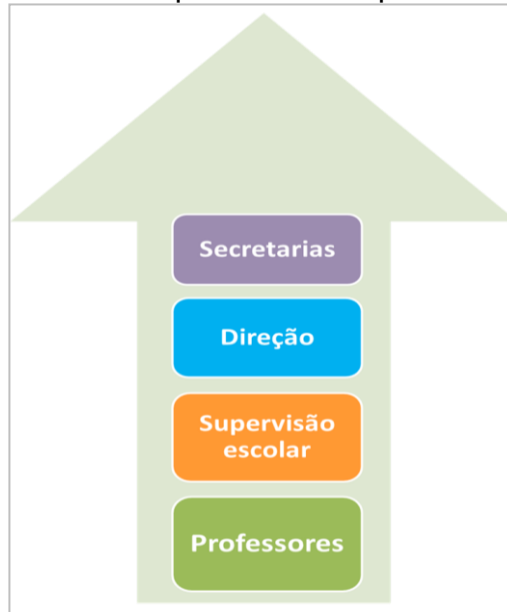 Secretarias
Direção
Supervisão
escolar
Professores